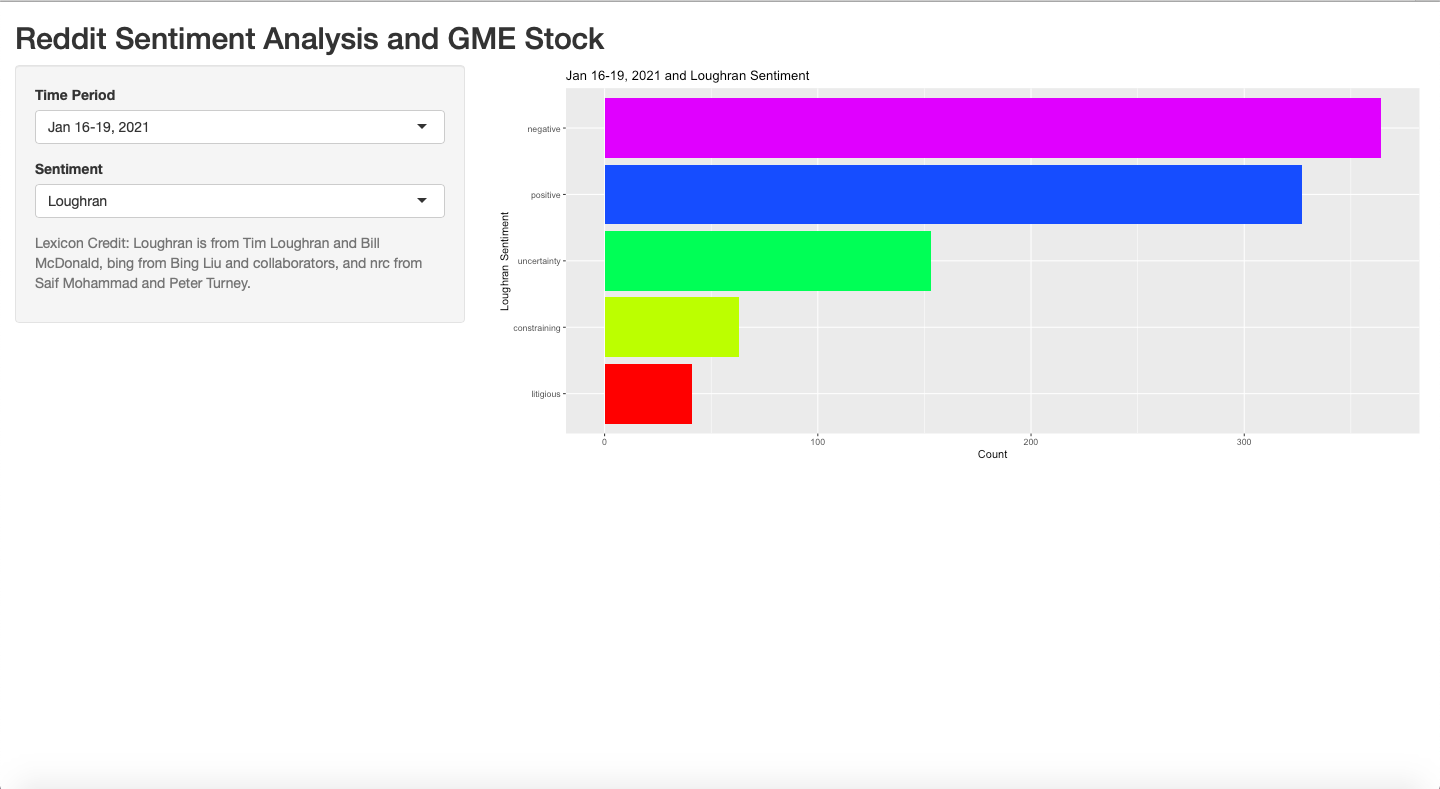 Reddit Sentiment Analysis and GME Stock
Time Period
Jan 16-19, 2021
Sentiment
Loughran
Lexicon Credit: Loughran is from Tim Loughran and Bill
McDonald, bing from Bing Liu and collaborators, and nrc from
Saif Mohammad and Peter Turney.
Jan 16-19, 2021 and Loughran Sentiment
Loughran Sentiment
negative
positive
uncertainty
constraining
litigious
0 100 200 300
Count